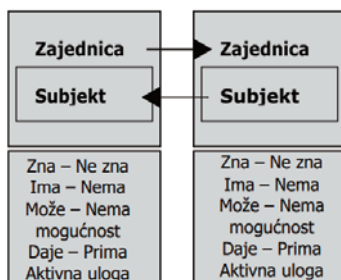 Zajednica
Subjekt
Zna – Ne zna
Ima – Nema
Može – Nema
mogućnost
Daje – Prima
Aktivna uloga
Zajednica
Subjekt
Zna – Ne zna
Ima – Nema
Može – Nema
mogućnost
Daje – Prima
Aktivna uloga